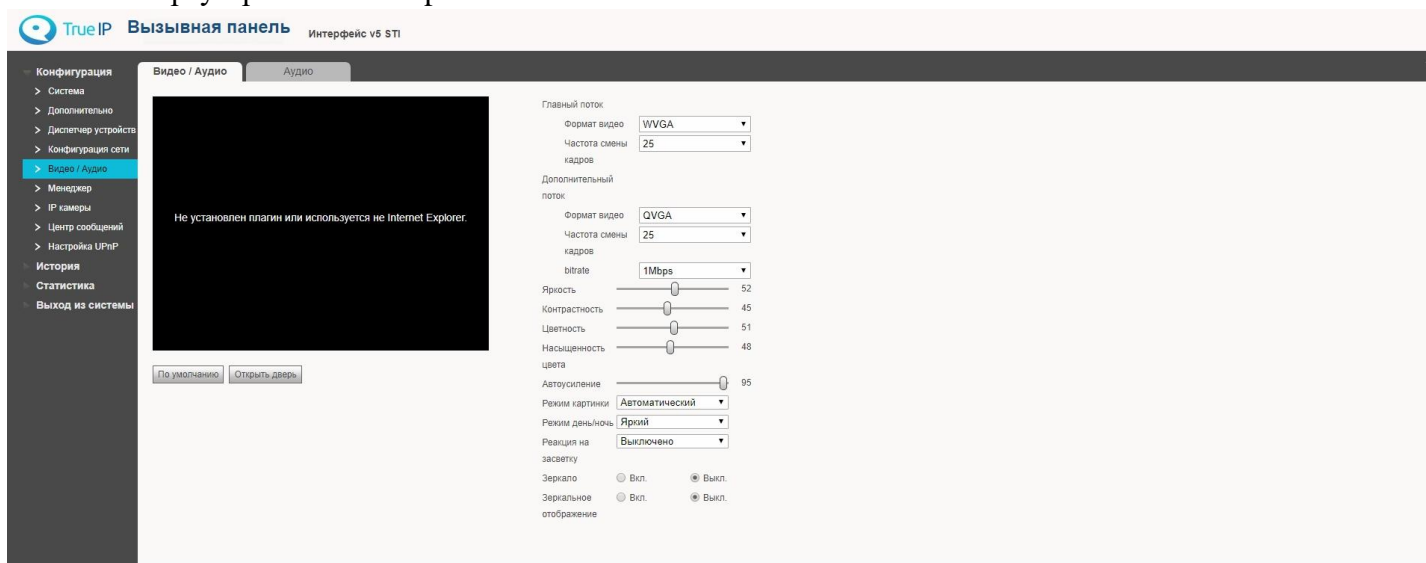 True IP Вызывная панель Интерфейс v5 STI
Конфигурация
Система
Дополнительно
Диспетчер устройств
Конфигурация сети
Видео / Аудио
Менеджер
IP камеры
Центр сообщений
Настройка UPnP
История
Статистика
Выход из системы
Видео / Аудио Аудио
Не установлен плагин или используется не Internet Explorer.
По умолчанию Открыть дверь
Главный поток
Формат видео WVGA
Частота смены 25
кадров
Дополнительный
поток
Формат видео QVGA
Частота смены 25
кадров
bitrate 1Mbps
Яркость 52
Контрастность 45
Цветность 51
Насыщенность 48
цвета
Автоусиление 95
Режим картинки Автоматический
Режим день/ночь Яркий
Реакция на Выключено
засветку
Зеркало Вкл. Выкл.
Зеркальное Вкл. Выкл.
отображение